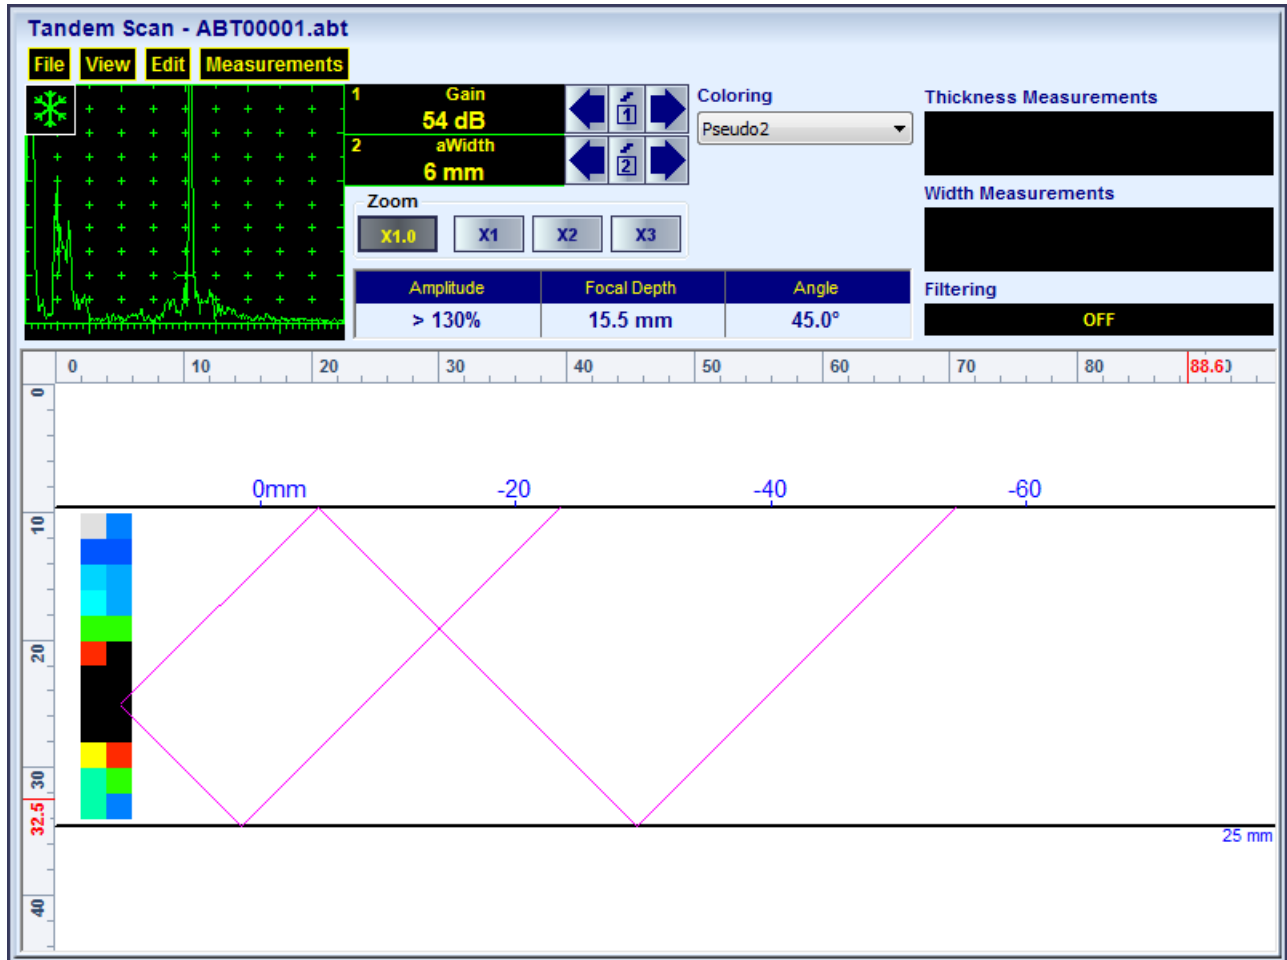 Tandem Scan - ABT00001.abt
File View Edit Measurements
1 Gain
54 dB
2 aWidth
6 mm
1
2
Coloring
Pseudo2
Zoom
X1.0 X1 X2 X3
Amplitude Focal Depth Angle
> 130% 15.5 mm 45.0°
Thickness Measurements
Width Measurements
Filtering
OFF
0 10 20 30 40 50 60 70 80 88.6
0
10
20
30
32.5
40
0mm -20 -40 -60
25 mm